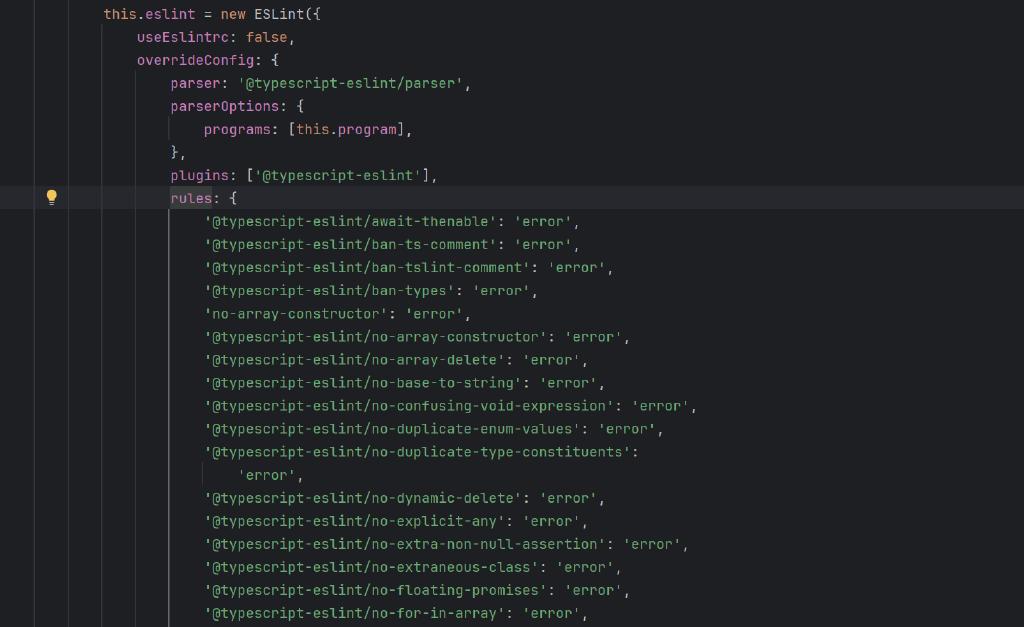 this.eslint = new ESLint({
useEslintrc: false,
overrideConfig: {
parser: '@typescript-eslint/parser',
parserOptions: {
programs: [this.program],
},
plugins: ['@typescript-eslint'],
rules: {
'@typescript-eslint/await-thenable': 'error',
'@typescript-eslint/ban-ts-comment': 'error',
'@typescript-eslint/ban-tslint-comment': 'error',
'@typescript-eslint/ban-types': 'error',
'no-array-constructor': 'error',
'@typescript-eslint/no-array-constructor': 'error',
'@typescript-eslint/no-array-delete': 'error',
'@typescript-eslint/no-base-to-string': 'error',
'@typescript-eslint/no-confusing-void-expression': 'error',
'@typescript-eslint/no-duplicate-enum-values': 'error',
'@typescript-eslint/no-duplicate-type-constituents':
'error',
'@typescript-eslint/no-dynamic-delete': 'error',
'@typescript-eslint/no-explicit-any': 'error',
'@typescript-eslint/no-extra-non-null-assertion': 'error',
'@typescript-eslint/no-extraneous-class': 'error',
'@typescript-eslint/no-floating-promises': 'error',
'@typescript-eslint/no-for-in-array': 'error',